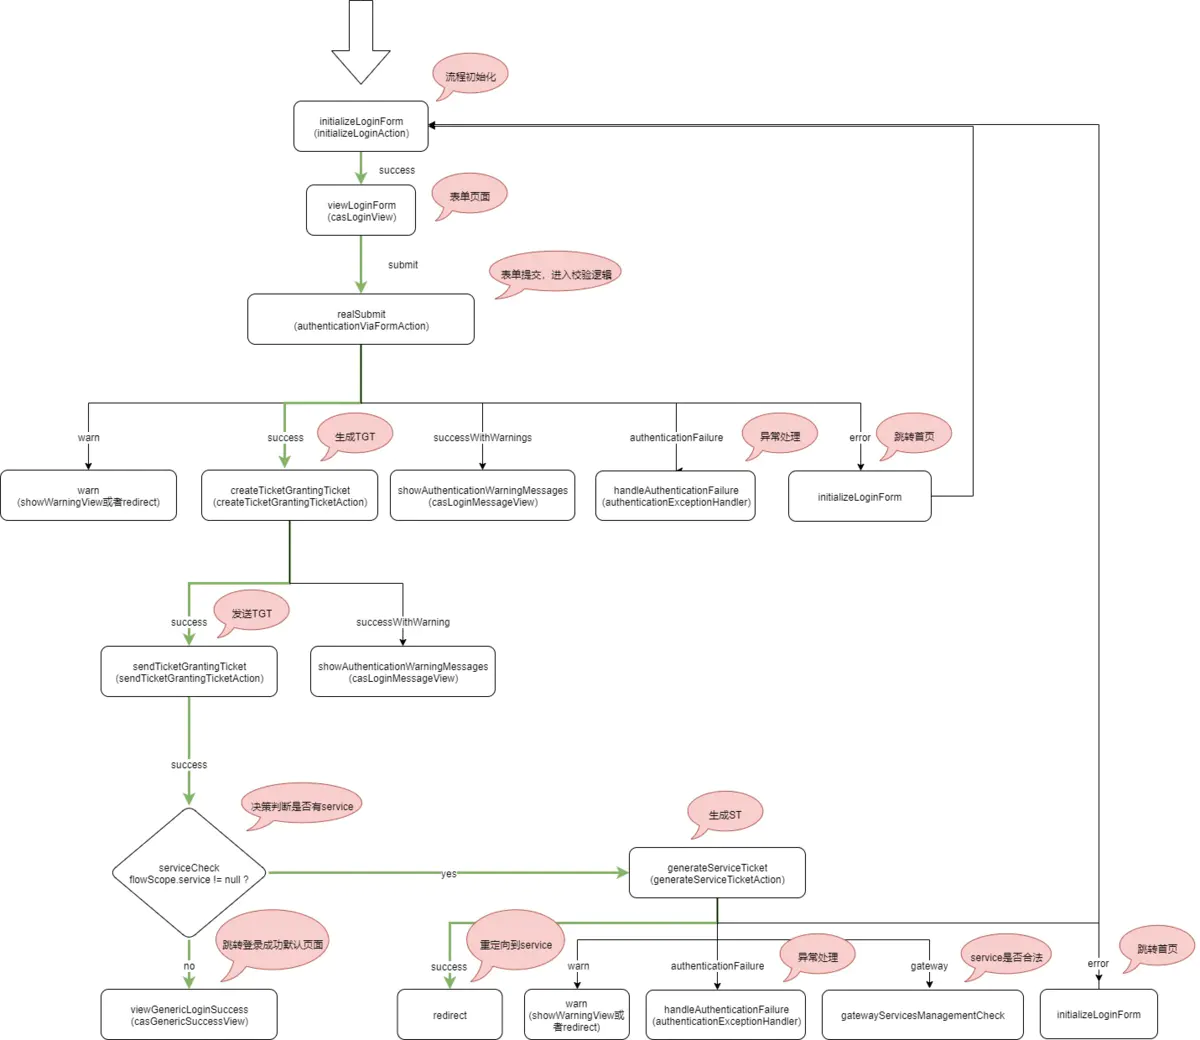 流程初始化
initializeLoginForm
(initializeLoginAction)
success
表单页面
viewLoginForm
(casLoginView)
submit
表单提交，进入校验逻辑
realSubmit
(authenticationViaFormAction)
warn
success
生成TGT
successWithWarnings
authenticationFailure
异常处理
error
跳转首页
warn
(showWarningView或者redirect)
createTicketGrantingTicket
(createTicketGrantingTicketAction)
showAuthenticationWarningMessages
(casLoginMessageView)
handleAuthenticationFailure
(authenticationExceptionHandler)
initializeLoginForm
success
发送TGT
successWithWarning
sendTicketGrantingTicket
(sendTicketGrantingTicketAction)
showAuthenticationWarningMessages
(casLoginMessageView)
success
决策判断是否有service
生成ST
serviceCheck
flowScope.service != null ?
yes
generateServiceTicket
(generateServiceTicketAction)
no
跳转登录成功默认页面
success
重定向到service
warn
authenticationFailure
异常处理
gateway
service是否合法
error
跳转首页
viewGenericLoginSuccess
(casGenericSuccessView)
redirect
warn
(showWarningView或
者redirect)
handleAuthenticationFailure
(authenticationExceptionHandler)
gatewayServicesManagementCheck
initializeLoginForm